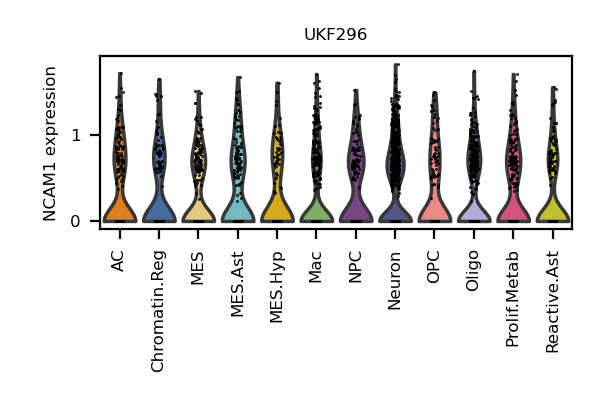 UKF296
NCAM1 expression
1
0
AC
Chromatin.Reg
MES
MES.Ast
MES.Hyp
Mac
NPC
Neuron
OPC
Oligo
Prolif.Metab
Reactive.Ast